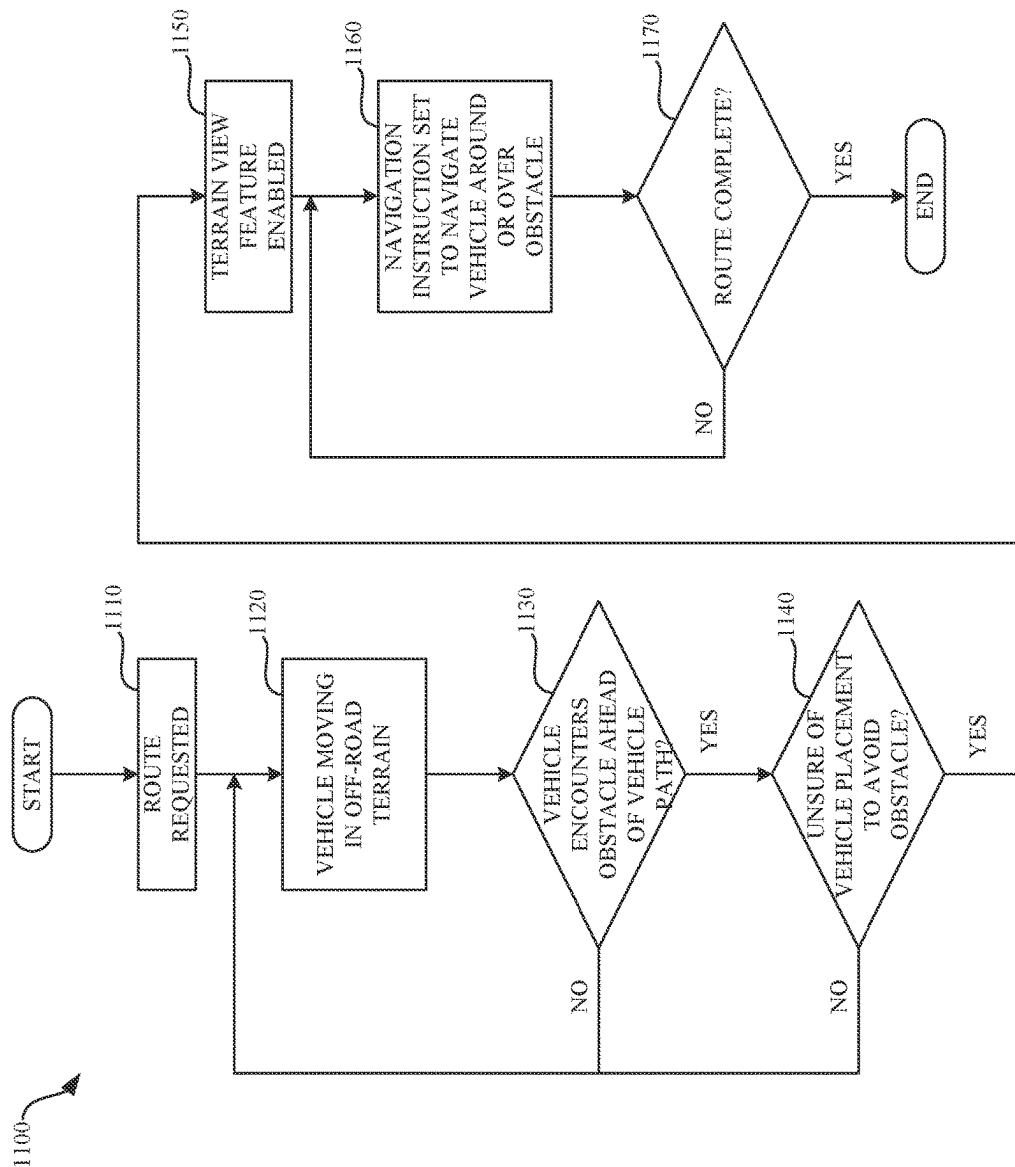 1100
START
1110
ROUTE
REQUESTED
1120
VEHICLE MOVING
IN OFF-ROAD
TERRAIN
1130
VEHICLE
ENCOUNTERS
OBSTACLE AHEAD
OF VEHICLE
PATH?
NO
YES
1140
UNSURE OF
VEHICLE PLACEMENT
TO AVOID
OBSTACLE?
NO
YES
1150
TERRAIN VIEW
FEATURE
ENABLED
1160
NAVIGATION
INSTRUCTION SET
TO NAVIGATE
VEHICLE AROUND
OR OVER
OBSTACLE
1170
ROUTE COMPLETE?
NO
YES
END